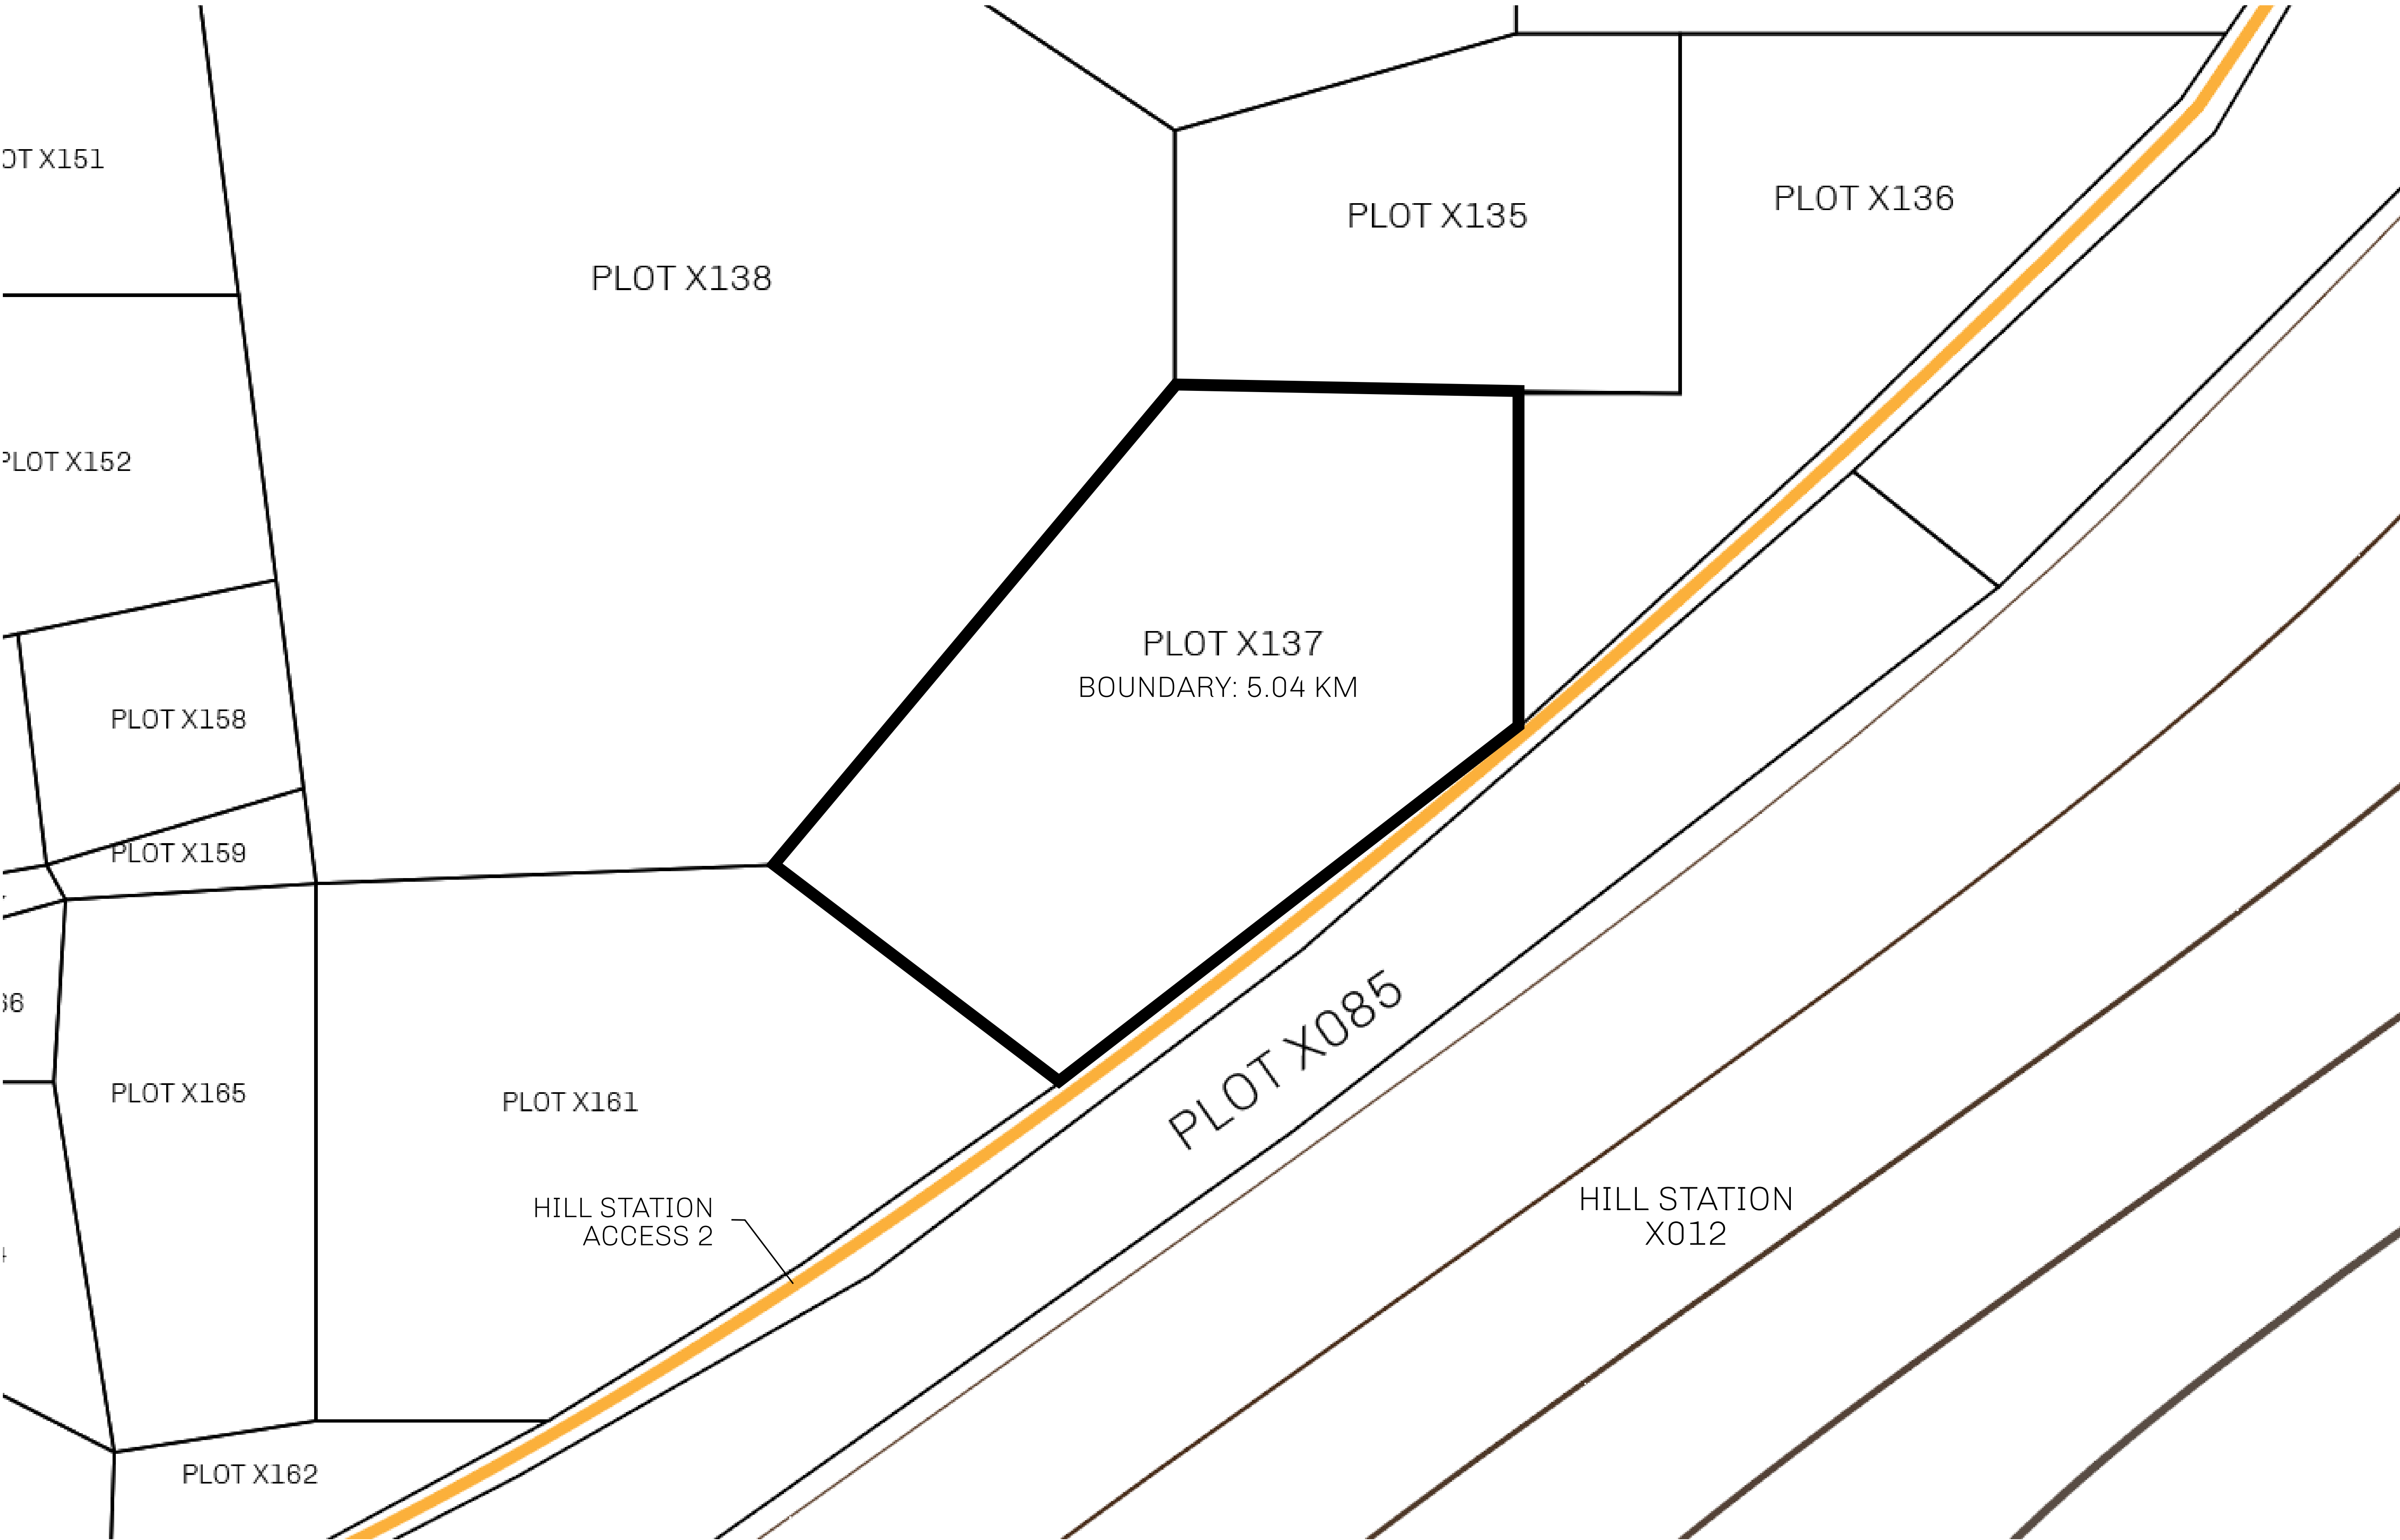 PLOT X136
PLOT X135
PLOT X138
X151
PLOT X152
PLOT X137
BOUNDARY: 5.04 KM
PLOT X158
PLOT X159
PLOT X085
PLOT X165
PLOT X161
HILL STATION
ACCESS 2
HILL STATION
X012
PLOT X162